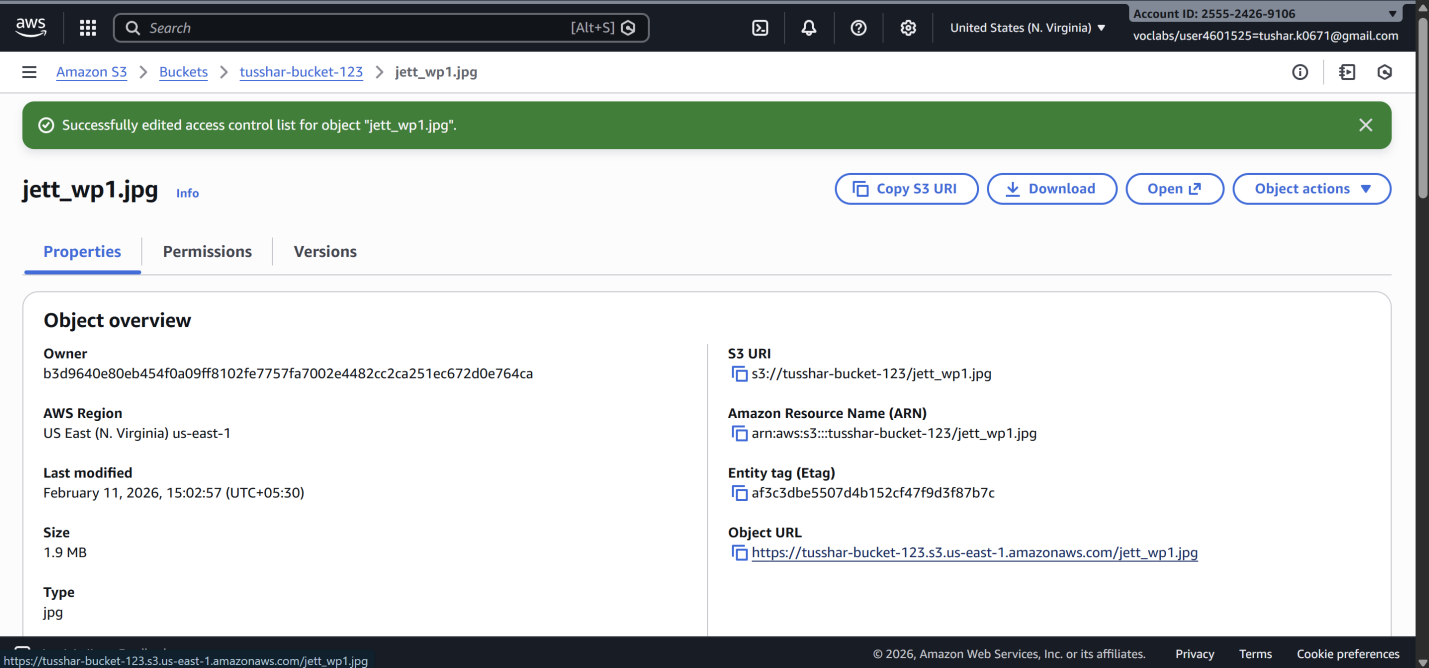 aws
Search [Alt+S]
United States (N. Virginia)
Account ID: 2555-2426-9106
voclabs/user4601525=tushar.k0671@gmail.com
Amazon S3 > Buckets > tusshar-bucket-123 > jett_wp1.jpg
Successfully edited access control list for object "jett_wp1.jpg".
jett_wp1.jpg Info
Copy S3 URI Download Open Object actions
Properties Permissions Versions
Object overview
Owner
b3d9640e80eb454f0a09ff8102fe7757fa7002e4482cc2ca251ec672d0e764ca
AWS Region
US East (N. Virginia) us-east-1
Last modified
February 11, 2026, 15:02:57 (UTC+05:30)
Size
1.9 MB
Type
jpg
S3 URI
s3://tusshar-bucket-123/jett_wp1.jpg
Amazon Resource Name (ARN)
arn:aws:s3:::tusshar-bucket-123/jett_wp1.jpg
Entity tag (Etag)
af3c3dbe5507d4b152cf47f9d3f87b7c
Object URL
https://tusshar-bucket-123.s3.us-east-1.amazonaws.com/jett_wp1.jpg
© 2026, Amazon Web Services, Inc. or its affiliates. Privacy Terms Cookie preferences
https://tusshar-bucket-123.s3.us-east-1.amazonaws.com/jett_wp1.jpg